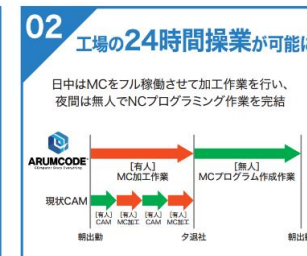 02
工場の24時間操業が可能に
日中はMCをフル稼働させて加工作業を行い、
夜間は無人でNCプログラミング作業を完結
ARUMCODE
[有人]
MC加工作業
[無人]
MCプログラム作成作業
現状CAM
[有人]
CAM
[有人]
MC加工
[有人]
CAM
[有人]
MC加工
朝出勤
夕退社
朝出勤